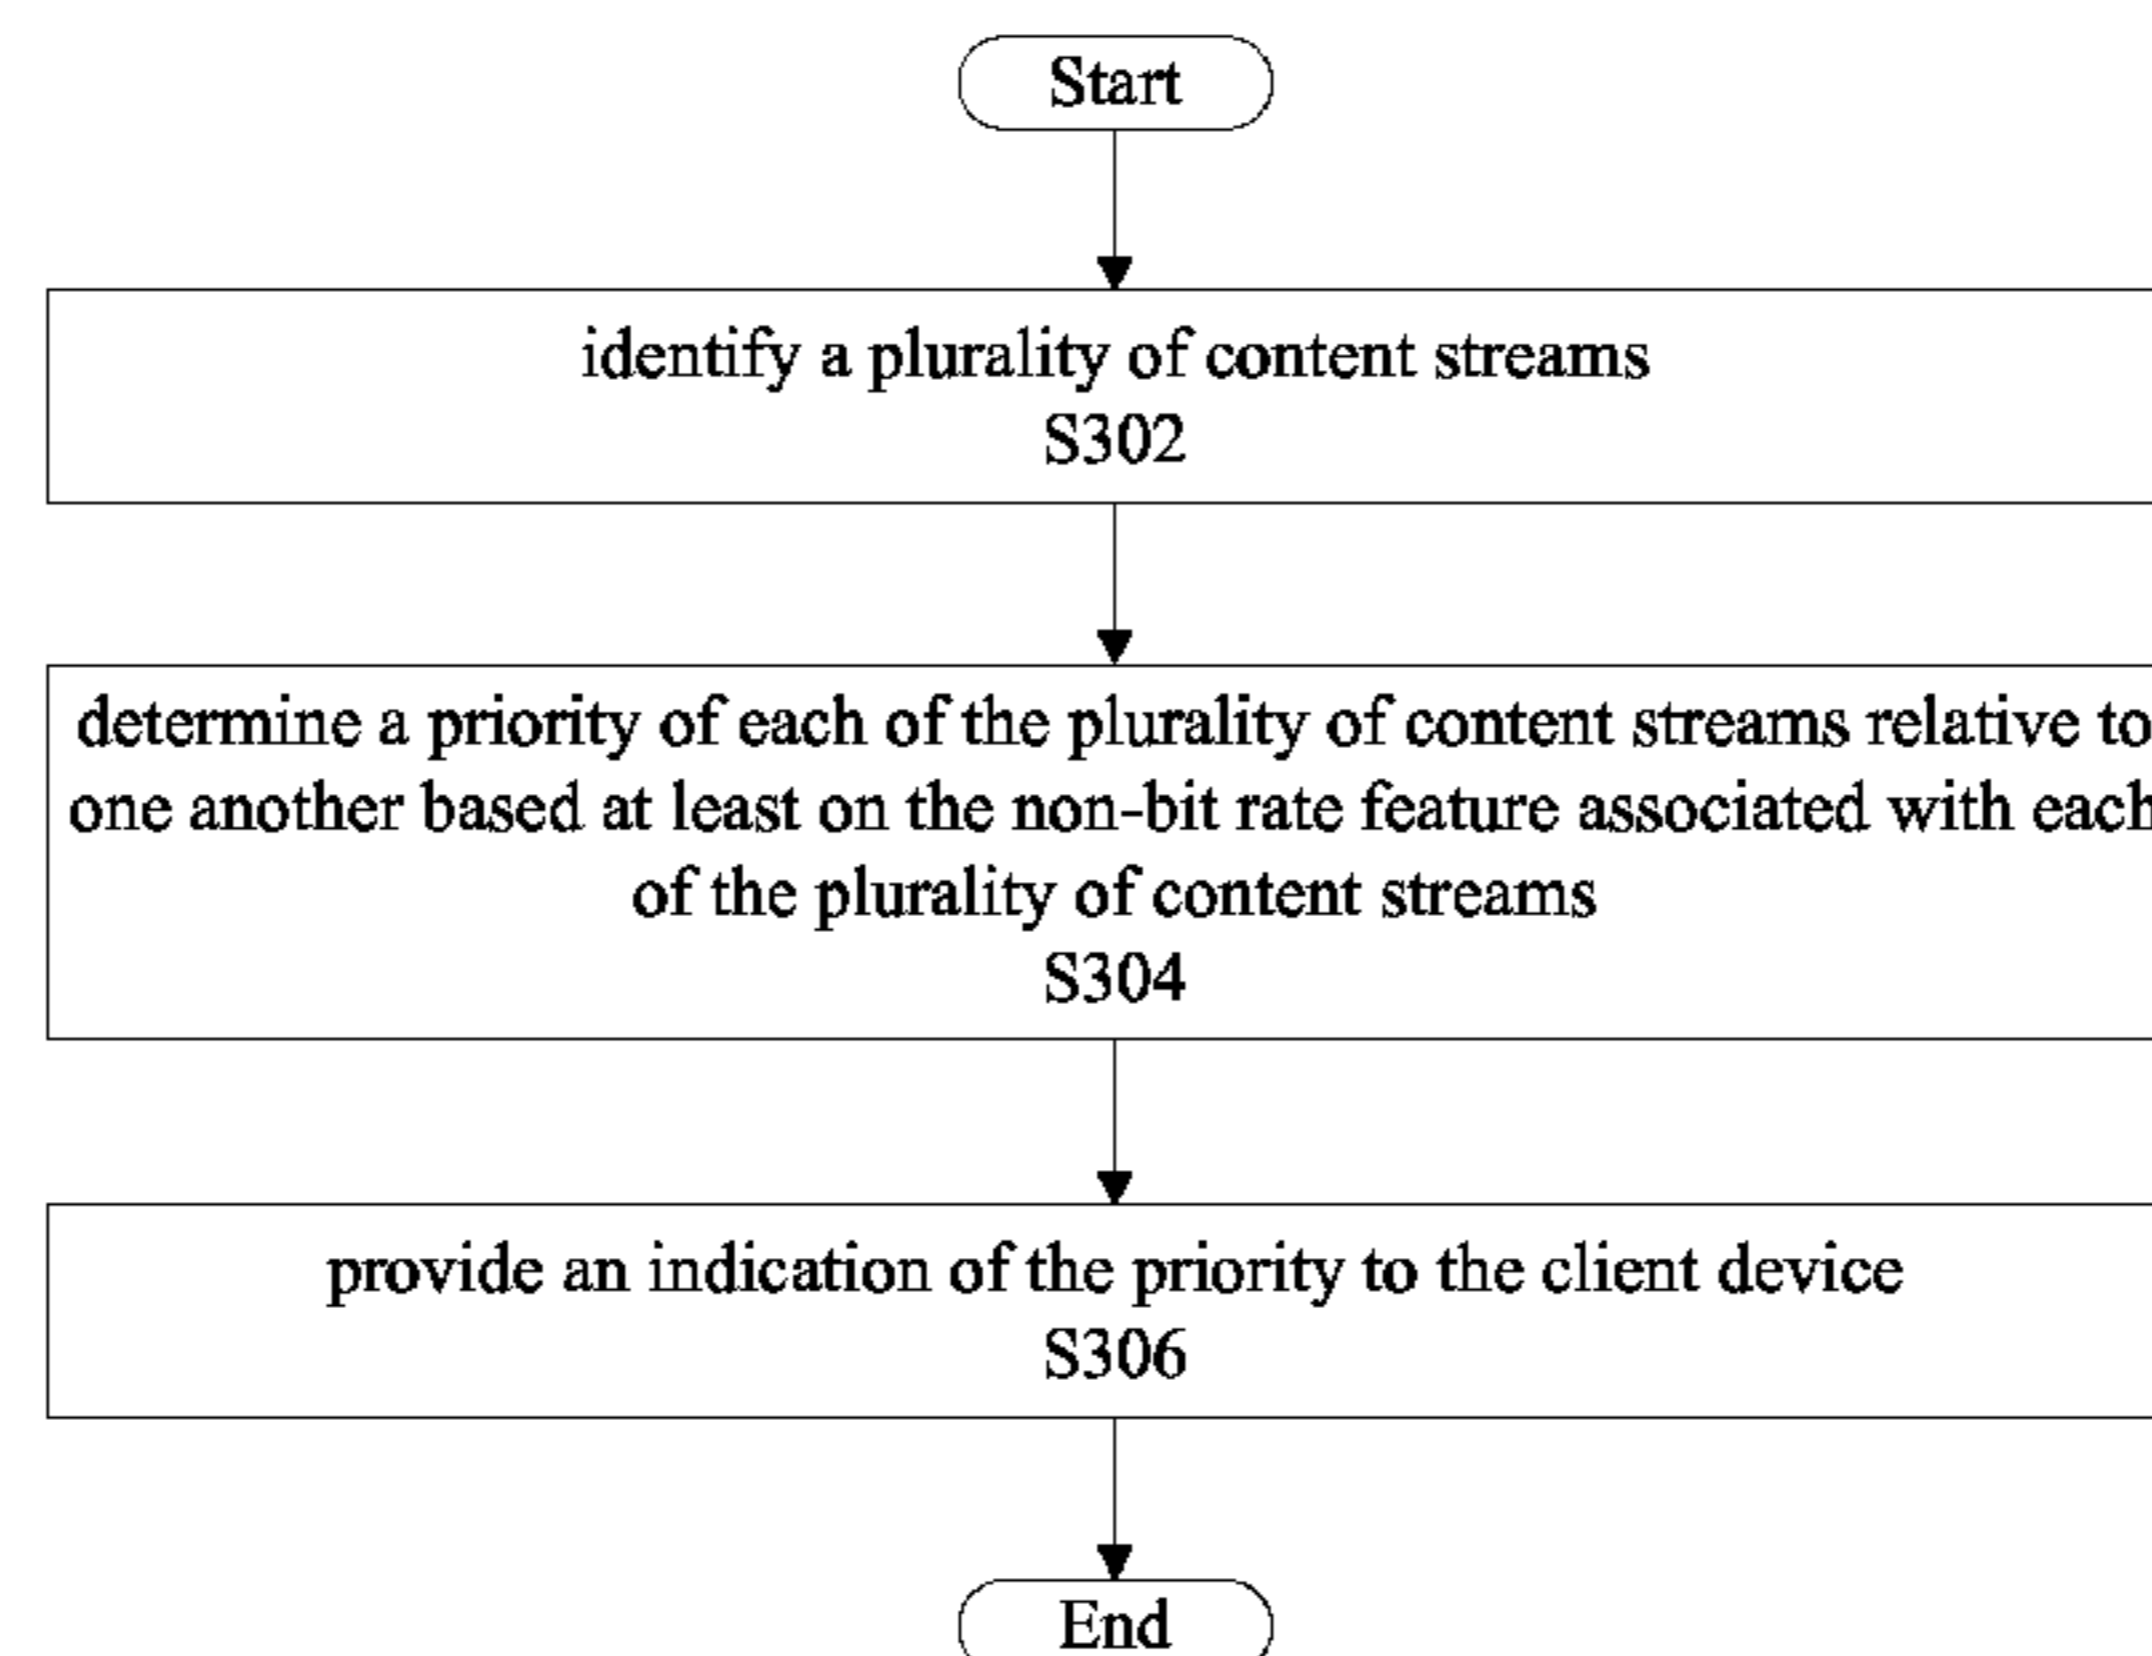 Start
identify a plurality of content streams
S302
determine a priority of each of the plurality of content streams relative to
one another based at least on the non-bit rate feature associated with each
of the plurality of content streams
S304
provide an indication of the priority to the client device
S306
End